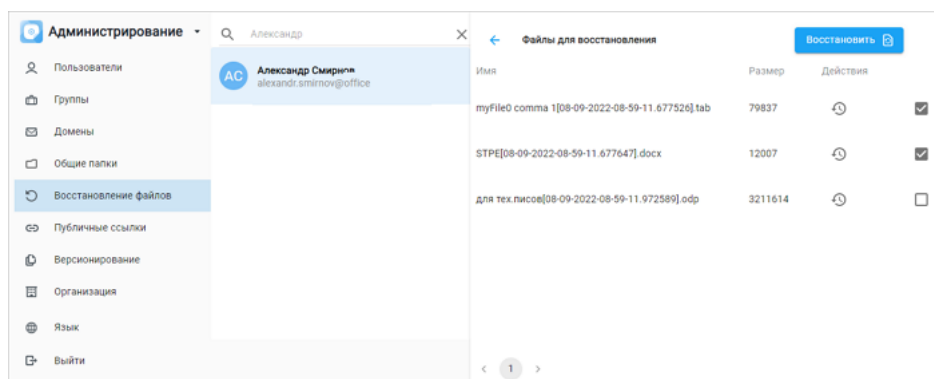 Администрирование
Пользователи
Группы
Домены
Общие папки
Восстановление файлов
Публичные ссылки
Версионирование
Организация
Язык
Выйти
Александр
АС
Александр Смирнов
alexandr.smirnov@office
Файлы для восстановления
Восстановить
Имя Размер Действия
myFile0 comma 1[08-09-2022-08-59-11.677526].tab 79837
STPE[08-09-2022-08-59-11.677647].docx 12007
для тех.писов[08-09-2022-08-59-11.972589].odp 3211614
1